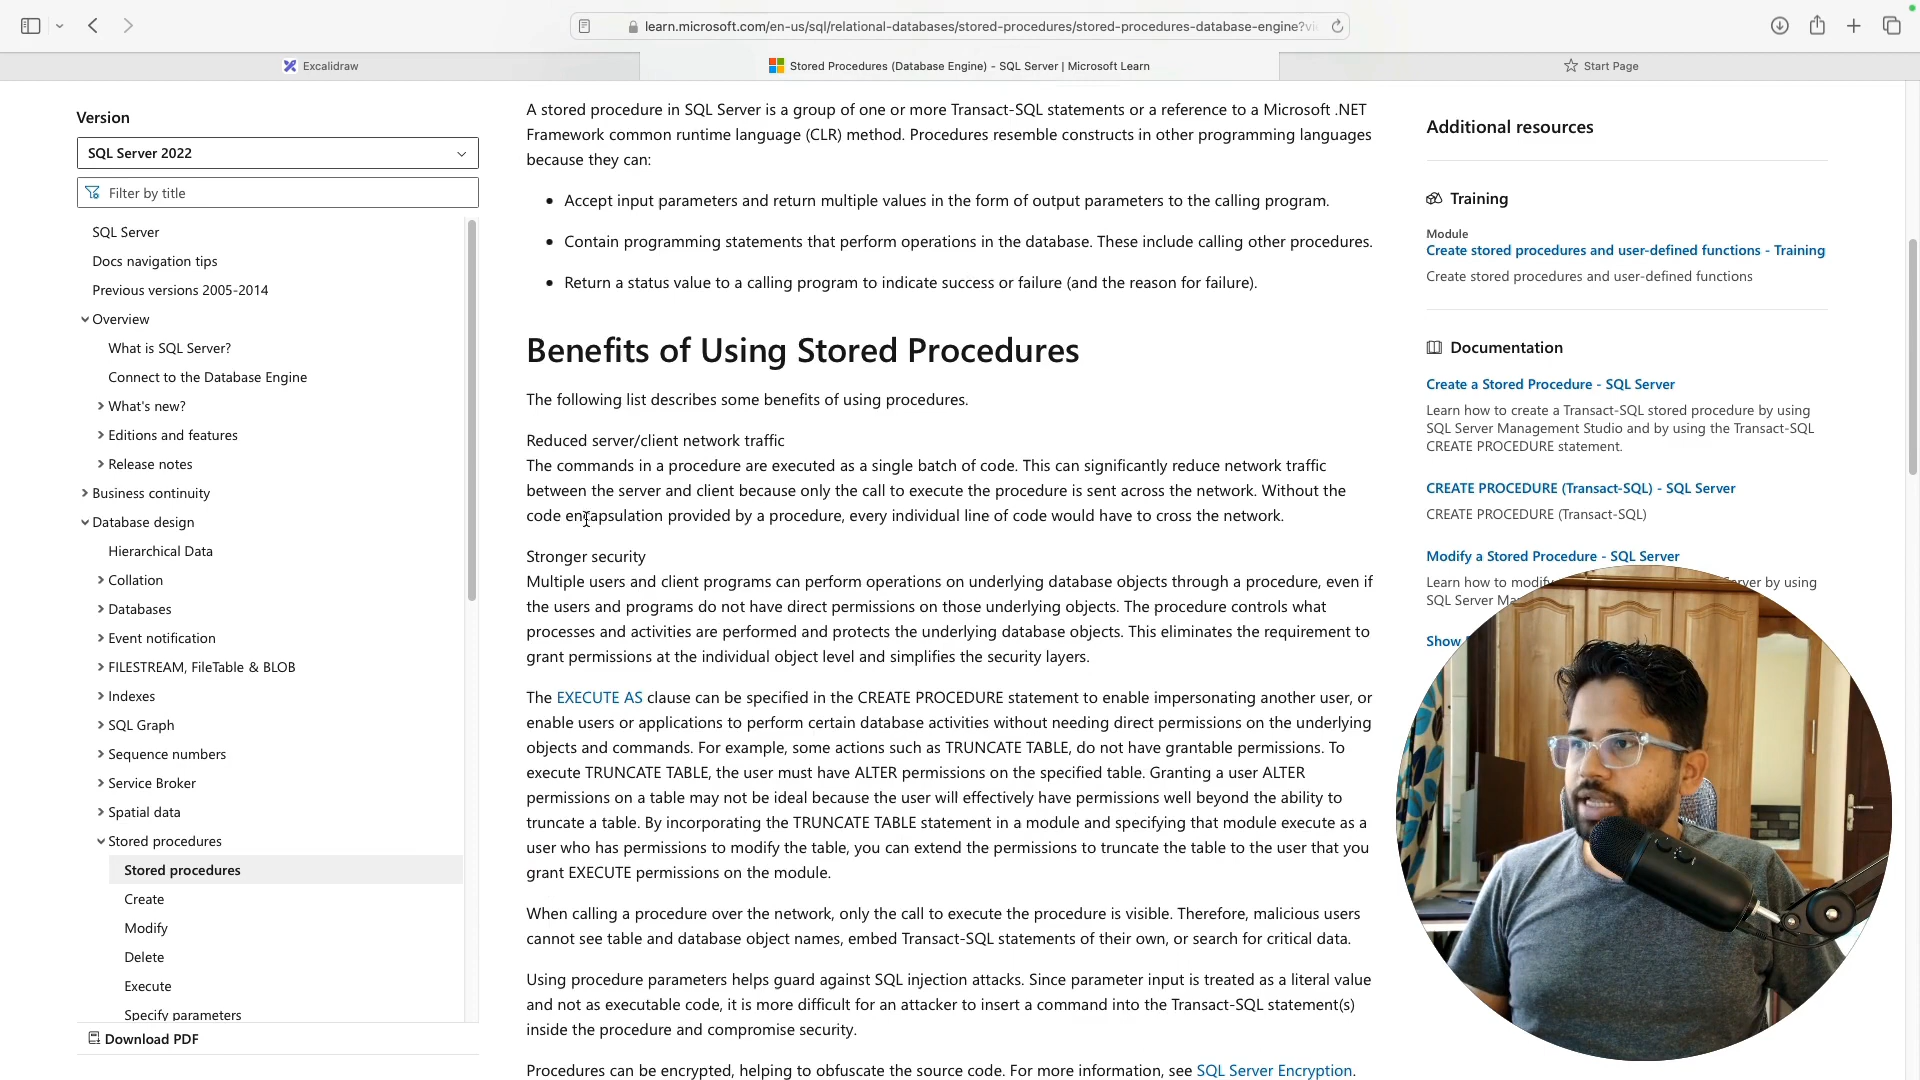 learn.microsoft.com/en-us/sql/relational-databases/stored-procedures/stored-procedures-database-engine?vi
Excalidraw
Stored Procedures (Database Engine) - SQL Server | Microsoft Learn
Start Page
Version
SQL Server 2022
Filter by title
SQL Server
Docs navigation tips
Previous versions 2005-2014
Overview
What is SQL Server?
Connect to the Database Engine
What's new?
Editions and features
Release notes
Business continuity
Database design
Hierarchical Data
Collation
Databases
Event notification
FILESTREAM, FileTable & BLOB
Indexes
SQL Graph
Sequence numbers
Service Broker
Spatial data
Stored procedures
Stored procedures
Create
Modify
Delete
Execute
Specify parameters
Download PDF
A stored procedure in SQL Server is a group of one or more Transact-SQL statements or a reference to a Microsoft .NET
Framework common runtime language (CLR) method. Procedures resemble constructs in other programming languages
because they can:
• Accept input parameters and return multiple values in the form of output parameters to the calling program.
• Contain programming statements that perform operations in the database. These include calling other procedures.
• Return a status value to a calling program to indicate success or failure (and the reason for failure).
Benefits of Using Stored Procedures
The following list describes some benefits of using procedures.
Reduced server/client network traffic
The commands in a procedure are executed as a single batch of code. This can significantly reduce network traffic
between the server and client because only the call to execute the procedure is sent across the network. Without the
code encapsulation provided by a procedure, every individual line of code would have to cross the network.
Stronger security
Multiple users and client programs can perform operations on underlying database objects through a procedure, even if
the users and programs do not have direct permissions on those underlying objects. The procedure controls what
processes and activities are performed and protects the underlying database objects. This eliminates the requirement to
grant permissions at the individual object level and simplifies the security layers.
The EXECUTE AS clause can be specified in the CREATE PROCEDURE statement to enable impersonating another user, or
enable users or applications to perform certain database activities without needing direct permissions on the underlying
objects and commands. For example, some actions such as TRUNCATE TABLE, do not have grantable permissions. To
execute TRUNCATE TABLE, the user must have ALTER permissions on the specified table. Granting a user ALTER
permissions on a table may not be ideal because the user will effectively have permissions well beyond the ability to
truncate a table. By incorporating the TRUNCATE TABLE statement in a module and specifying that module execute as a
user who has permissions to modify the table, you can extend the permissions to truncate the table to the user that you
grant EXECUTE permissions on the module.
When calling a procedure over the network, only the call to execute the procedure is visible. Therefore, malicious users
cannot see table and database object names, embed Transact-SQL statements of their own, or search for critical data.
Using procedure parameters helps guard against SQL injection attacks. Since parameter input is treated as a literal value
and not as executable code, it is more difficult for an attacker to insert a command into the Transact-SQL statement(s)
inside the procedure and compromise security.
Procedures can be encrypted, helping to obfuscate the source code. For more information, see SQL Server Encryption.
Additional resources
Training
Module
Create stored procedures and user-defined functions - Training
Create stored procedures and user-defined functions
Documentation
Create a Stored Procedure - SQL Server
Learn how to create a Transact-SQL stored procedure by using
SQL Server Management Studio and by using the Transact-SQL
CREATE PROCEDURE statement.
CREATE PROCEDURE (Transact-SQL) - SQL Server
CREATE PROCEDURE (Transact-SQL)
Modify a Stored Procedure - SQL Server
Learn how to modify by using
SQL Server
Show